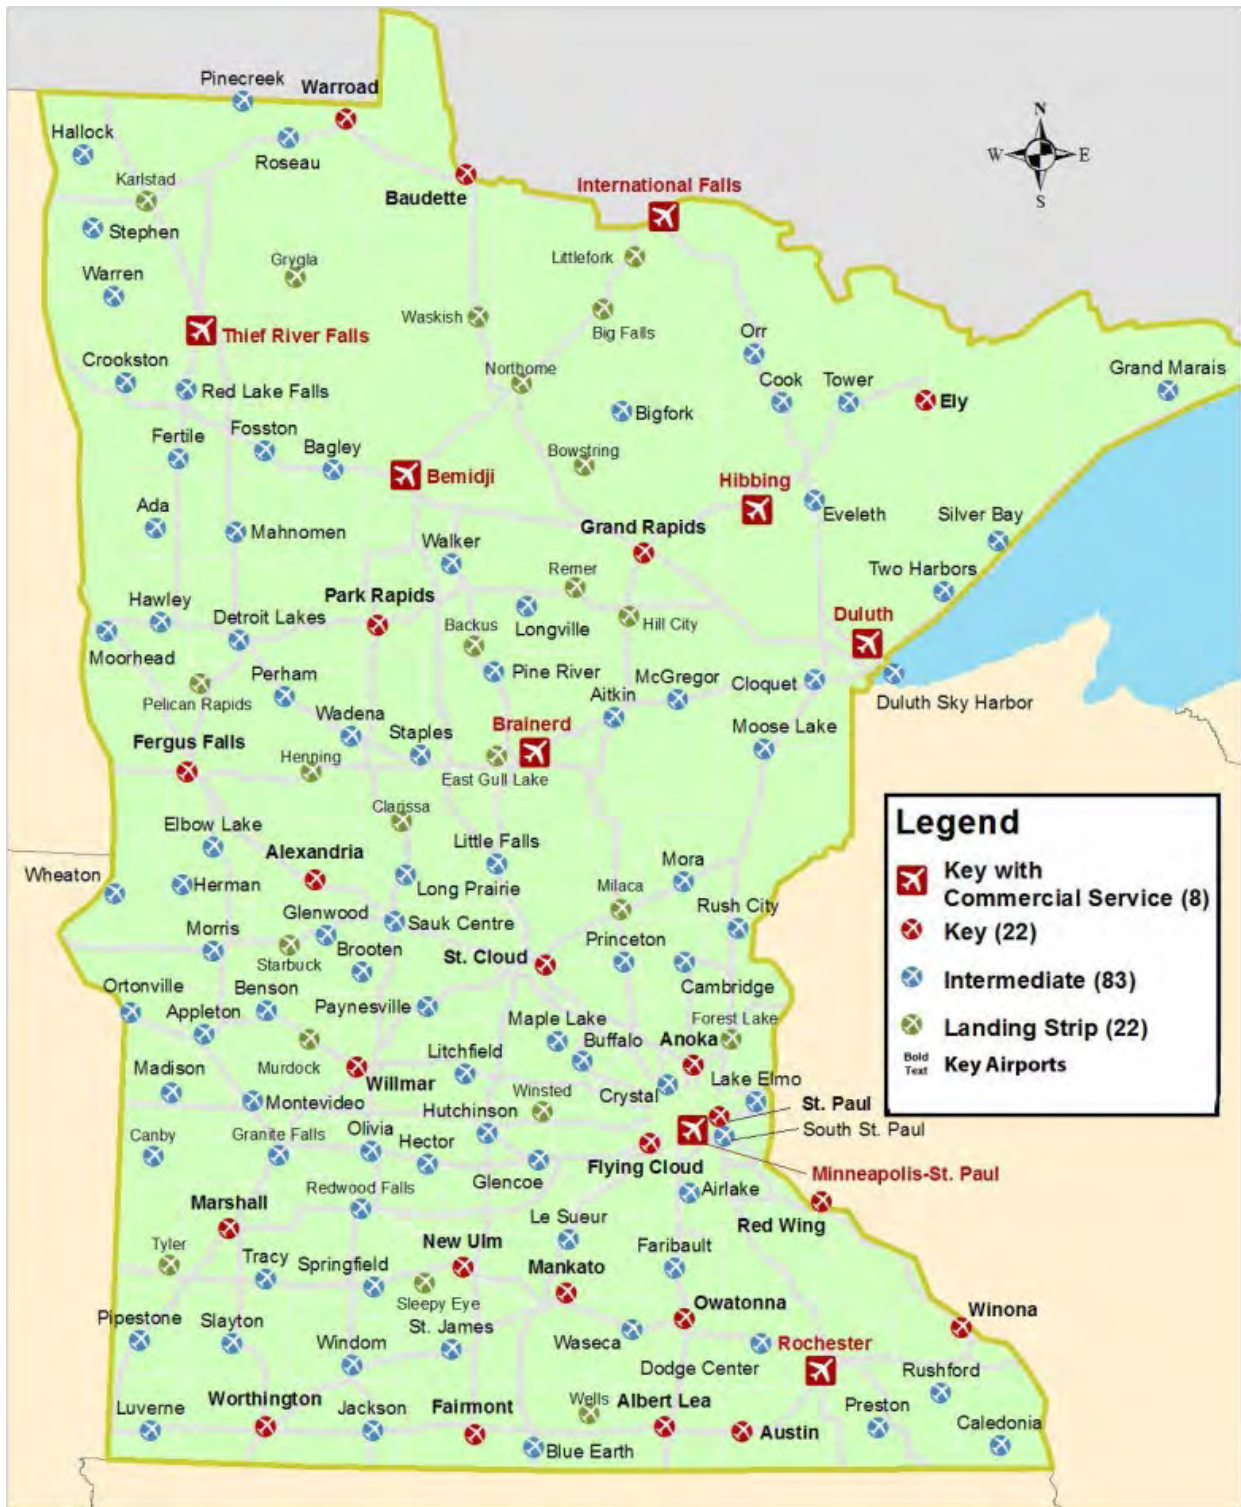 Pinecreek
Warroad
Hallock
Roseau
N
W
E
S
Karlstad
Baudette
International Falls
Stephen
Grygla
Littlefork
Warren
Waskish
Big Falls
Thief River Falls
Orr
Crookston
Red Lake Falls
Northome
Cook
Tower
Grand Marais
Ely
Bigfork
Fertile
Fosston
Bagley
Bowstring
Bemidji
Hibbing
Ada
Mahnomen
Grand Rapids
Eveleth
Silver Bay
Walker
Remer
Two Harbors
Hawley
Park Rapids
Detroit Lakes
Backus
Longville
Hill City
Duluth
Moorhead
Perham
Pine River
Aitkin
McGregor
Cloquet
Pelican Rapids
Duluth Sky Harbor
Wadena
Staples
Brainerd
Moose Lake
Fergus Falls
Henning
East Gull Lake
Clarissa
Elbow Lake
Alexandria
Little Falls
Wheaton
Herman
Long Prairie
Milaca
Mora
Glenwood
Sauk Centre
Rush City
Morris
Starbuck
Brooten
St. Cloud
Princeton
Ortonville
Benson
Cambridge
Appleton
Paynesville
Maple Lake
Forest Lake
Buffalo
Anoka
Madison
Murdock
Willmar
Litchfield
Winsted
Crystal
Lake Elmo
Montevideo
Hutchinson
St. Paul
Canby
Granite Falls
Olivia
Hector
South St. Paul
Glencoe
Flying Cloud
Minneapolis-St. Paul
Redwood Falls
Airlake
Marshall
Le Sueur
Red Wing
Tyler
Tracy
Springfield
New Ulm
Mankato
Faribault
Sleepy Eye
Owatonna
Winona
Pipestone
Slayton
St. James
Windom
Waseca
Rochester
Dodge Center
Rushford
Luverne
Worthington
Jackson
Fairmont
Wells
Albert Lea
Preston
Austin
Caledonia
Blue Earth
Legend
Key with
Commercial Service (8)
Key (22)
Intermediate (83)
Landing Strip (22)
Bold
Text
Key Airports